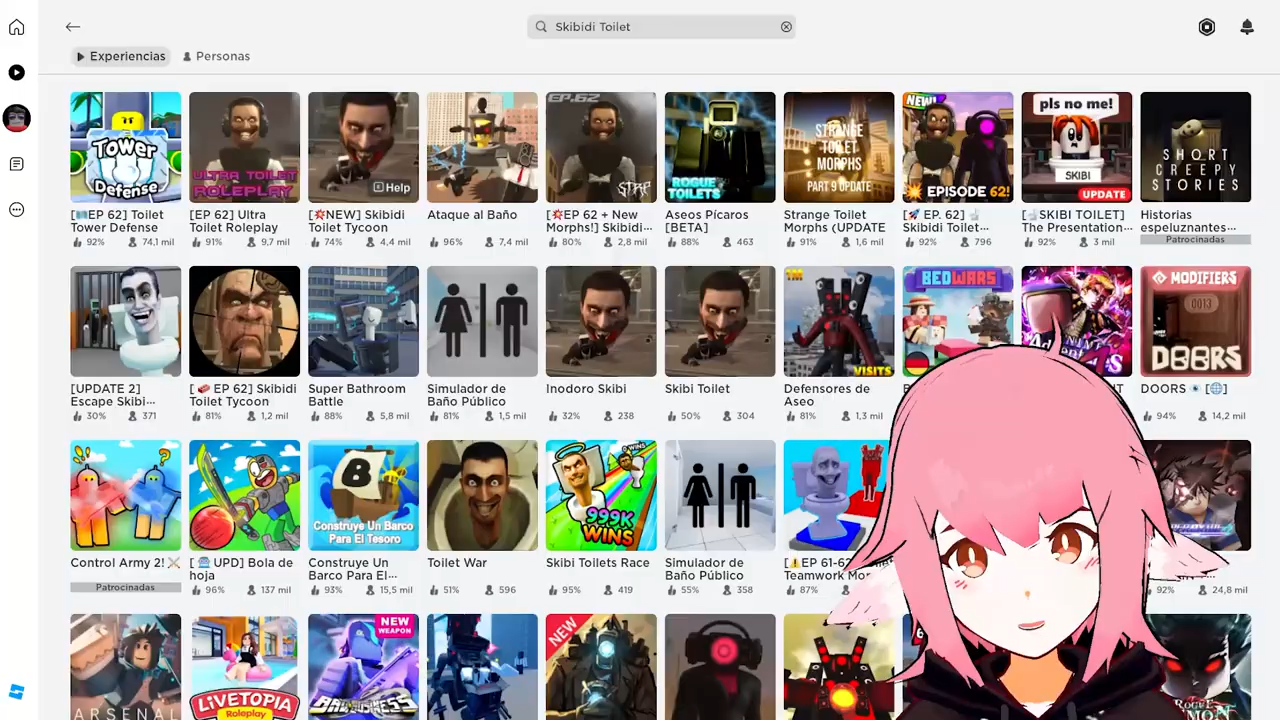 Skibidi Toilet
Experiencias
Personas
Tower
Defense
ULTRA TOILET
ROLEPLAY
Help
EP.62
STRP
ROGUE
TOILETS
STRANGE
TOILET
MORPHS
PART 9 UPDATE
NEW!
EPISODE 62!
pls no me!
SKIBI
UPDATE
SHORT
CREEPY
STORIES
[EP 62] Toilet
Tower Defense
92% 74,1 mil
[EP 62] Ultra
Toilet Roleplay
91% 9,7 mil
[💥NEW] Skibidi
Toilet Tycoon
74% 4,4 mil
Ataque al Baño
96% 7,4 mil
[💥EP 62 + New
Morphs!] Skibidi···
80% 2,8 mil
Aseos Pícaros
[BETA]
88% 463
Strange Toilet
Morphs (UPDATE
91% 1,6 mil
[🚀 EP. 62] 🚽
Skibidi Toilet···
92% 796
[🚽SKIBI TOILET]
The Presentation···
92% 3 mil
Historias
espeluznantes···
Patrocinadas
1M
VISITS
BEDWARS
MODIFIERS
0013
DOORS
[UPDATE 2]
Escape Skibi···
30% 371
[ EP 62] Skibidi
Toilet Tycoon
81% 1,2 mil
Super Bathroom
Battle
88% 5,8 mil
Simulador de
Baño Público
81% 1,5 mil
Inodoro Skibi
32% 238
Skibi Toilet
50% 304
Defensores de
Aseo
81% 1,3 mil
DOORS 👁 [🌐]
94% 14,2 mil
B
Construye Un Barco
Para El Tesoro
999K
WINS
Control Army 2! ⚔
Patrocinadas
[ UPD] Bola de
hoja
96% 137 mil
Construye Un
Barco Para El···
93% 15,5 mil
Toilet War
51% 596
Skibi Toilets Race
95% 419
Simulador de
Baño Público
55% 358
[⚠EP 61-6
Teamwork Mo
87%
92% 24,8 mil
ARSENAL
LIVETOPIA
Roleplay
NEW
WEAPON
NEW